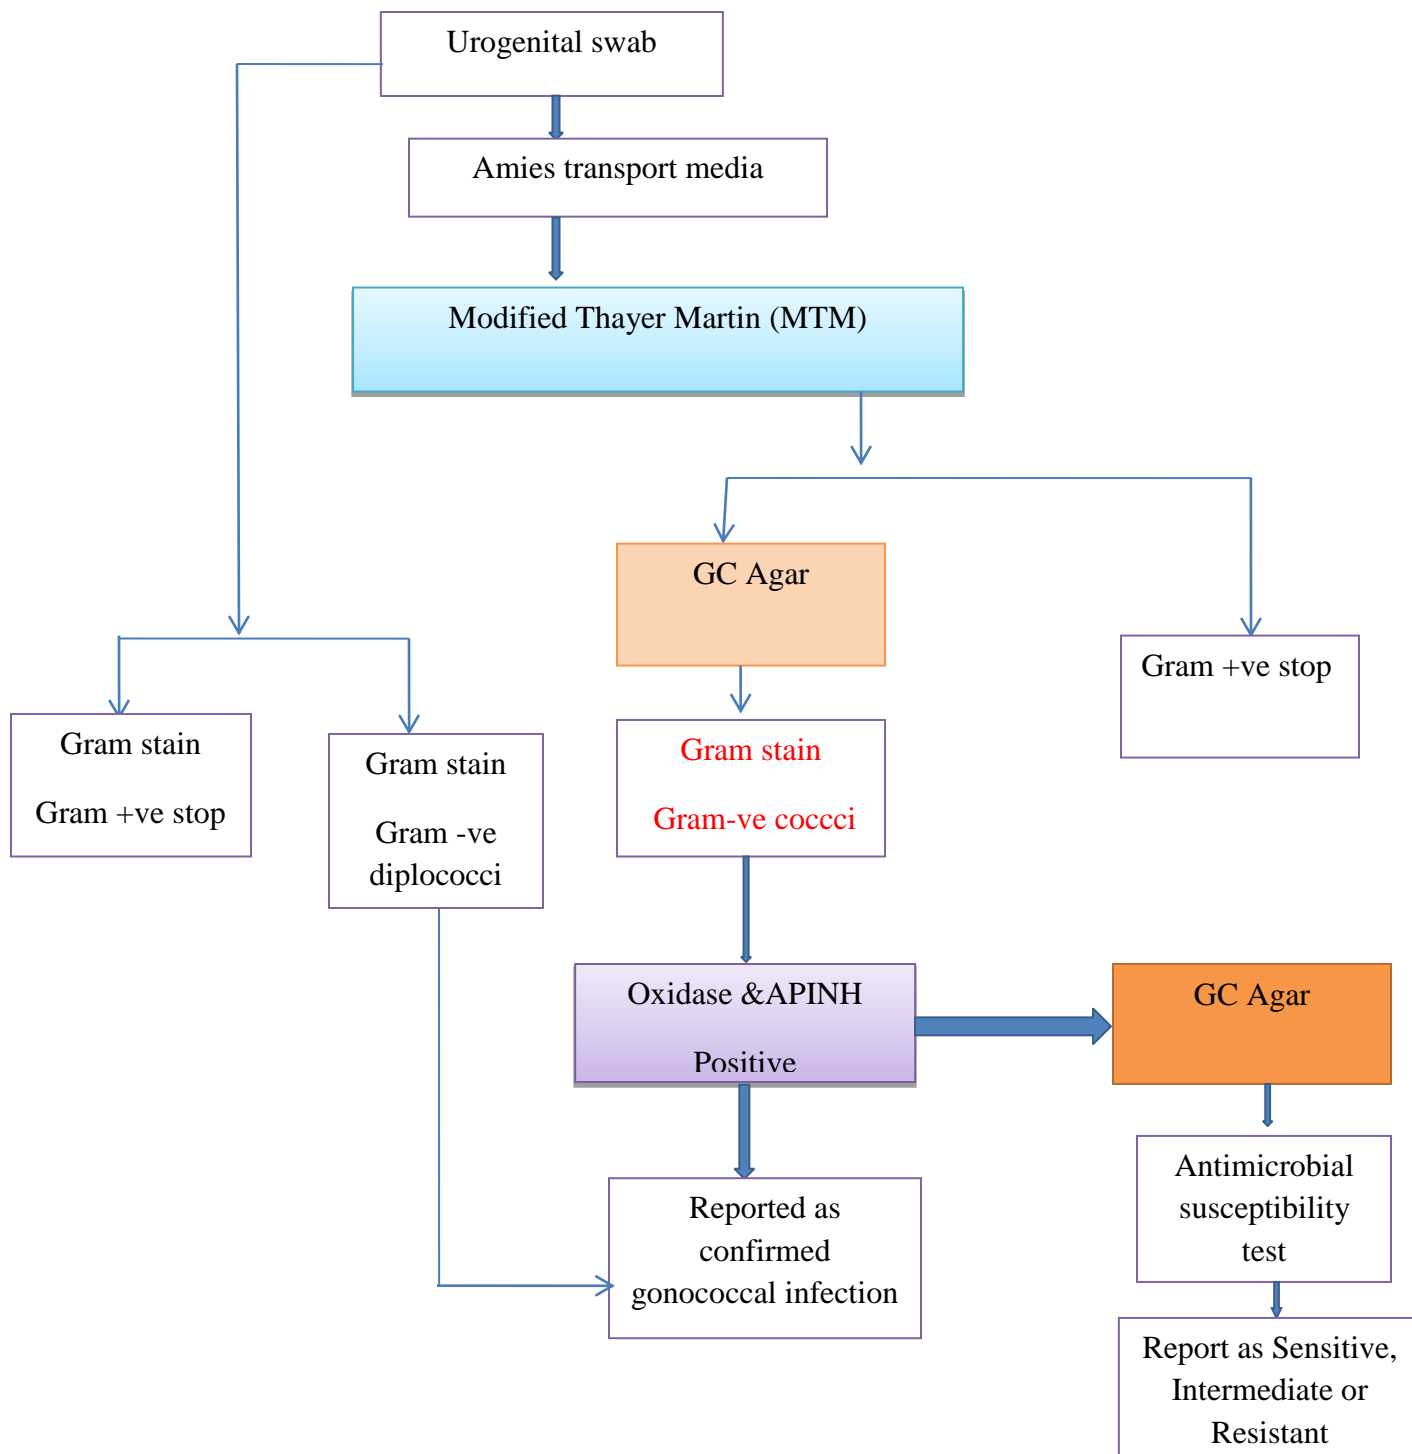 Urogenital swab
Amies transport media
Modified Thayer Martin (MTM)
GC Agar
Gram +ve stop
Gram stain
Gram +ve stop
Gram stain
Gram -ve
diplococci
Gram stain
Gram-ve coccci
Oxidase &APINH
Positive
GC Agar
Reported as
confirmed
gonococcal infection
Antimicrobial
susceptibility
test
Report as Sensitive,
Intermediate or
Resistant